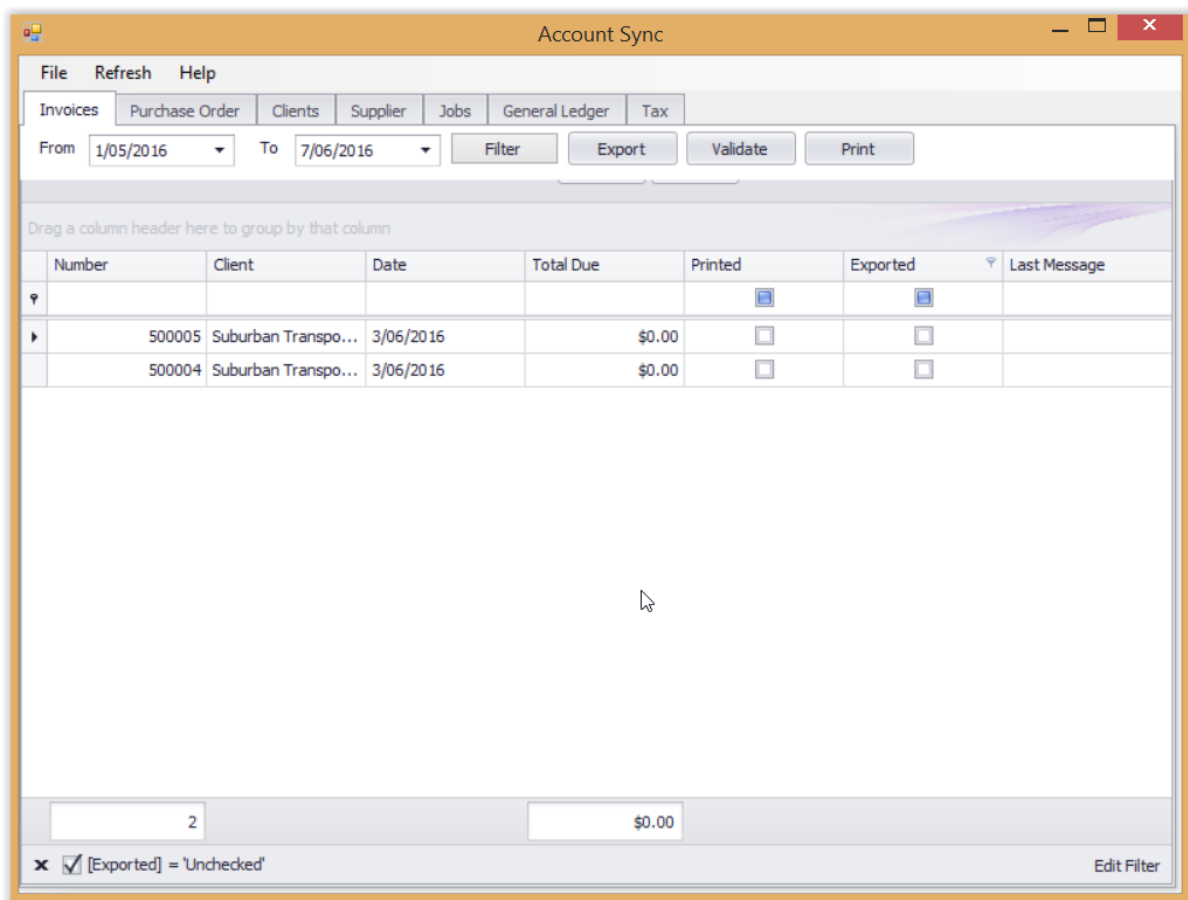 Account Sync
File Refresh Help
Invoices Purchase Order Clients Supplier Jobs General Ledger Tax
From 1/05/2016 To 7/06/2016 Filter Export Validate Print
Drag a column header here to group by that column
Number Client Date Total Due Printed Exported Last Message
500005 Suburban Transpo... 3/06/2016 $0.00
500004 Suburban Transpo... 3/06/2016 $0.00
2 $0.00
[Exported] = 'Unchecked' Edit Filter